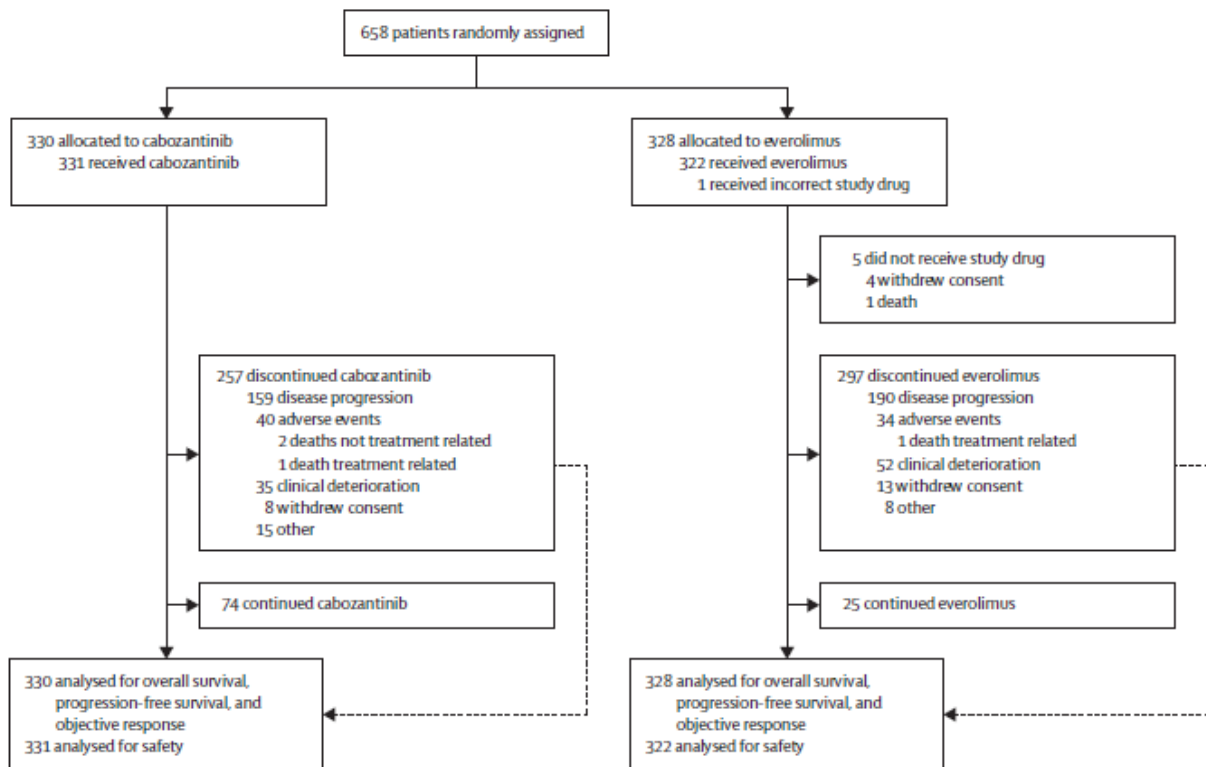 658 patients randomly assigned
330 allocated to cabozantinib
331 received cabozantinib
328 allocated to everolimus
322 received everolimus
1 received incorrect study drug
5 did not receive study drug
4 withdrew consent
1 death
257 discontinued cabozantinib
159 disease progression
40 adverse events
2 deaths not treatment related
1 death treatment related
35 clinical deterioration
8 withdrew consent
15 other
297 discontinued everolimus
190 disease progression
34 adverse events
1 death treatment related
52 clinical deterioration
13 withdrew consent
8 other
74 continued cabozantinib
25 continued everolimus
330 analysed for overall survival,
progression-free survival, and
objective response
331 analysed for safety
328 analysed for overall survival,
progression-free survival, and
objective response
322 analysed for safety